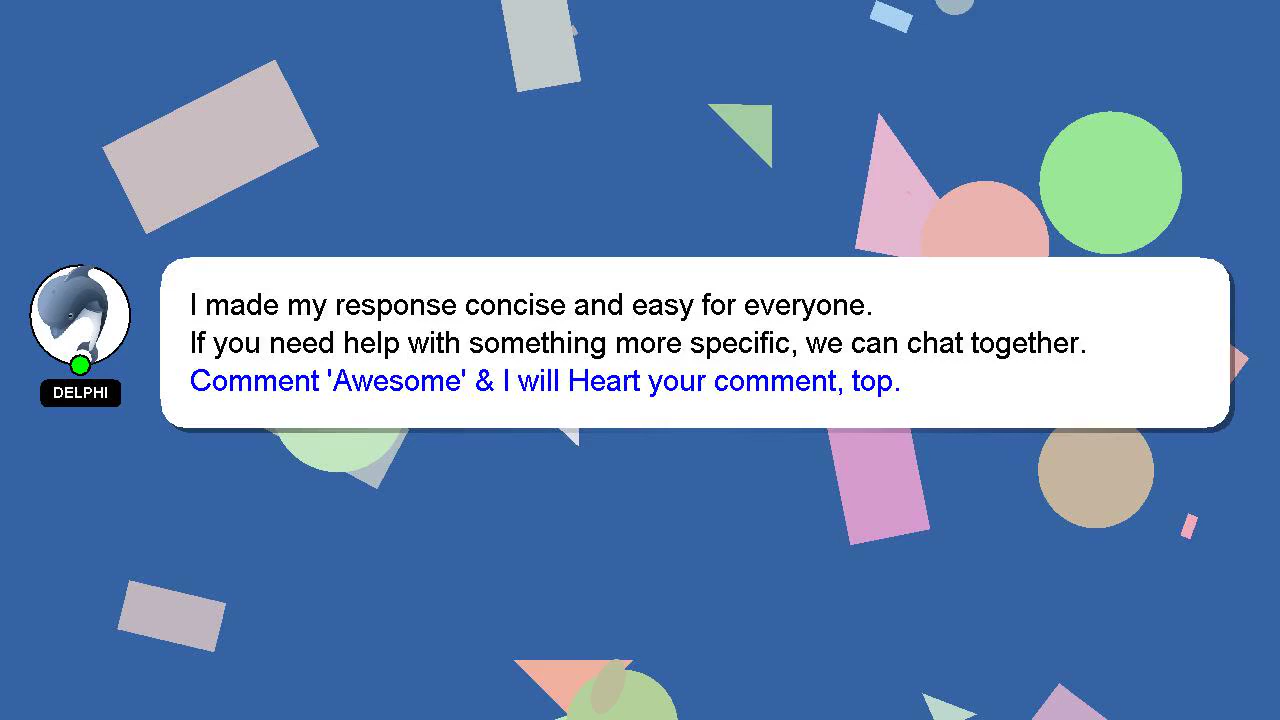 I made my response concise and easy for everyone.
If you need help with something more specific, we can chat together.
Comment 'Awesome' & I will Heart your comment, top.
DELPHI